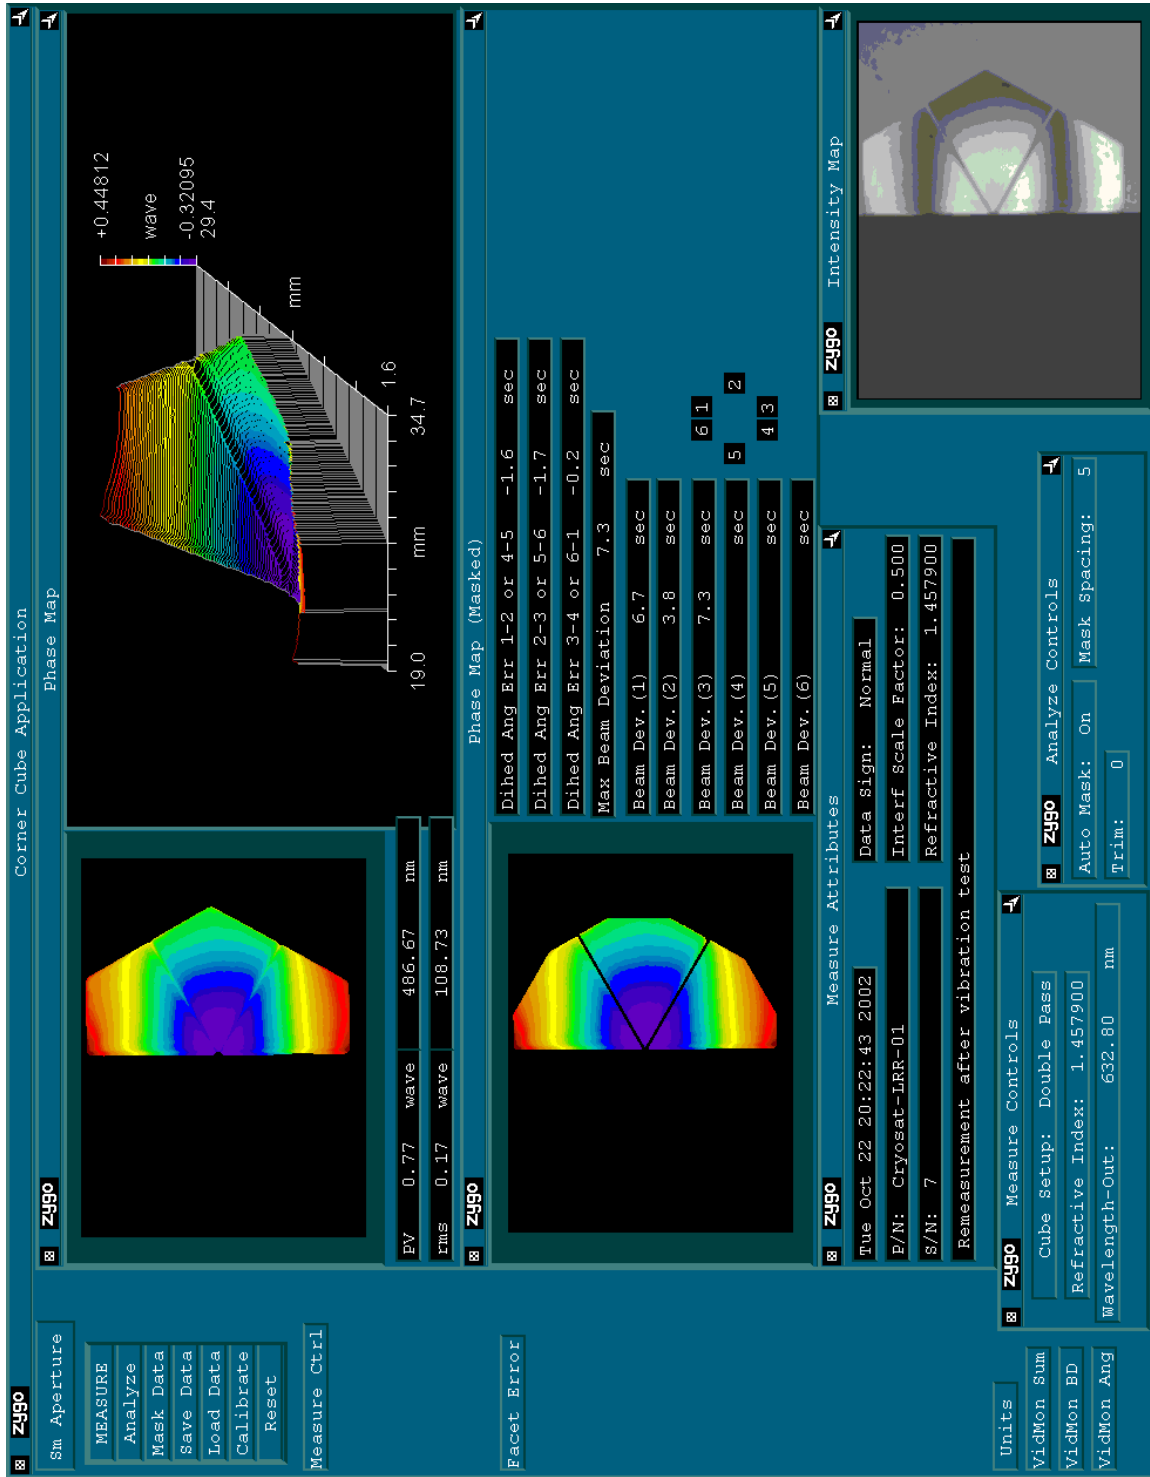 zygo Corner Cube Application
Sm Aperture
MEASURE
Analyze
Mask Data
Save Data
Load Data
Calibrate
Reset
Measure Ctrl
Facet Error
Units
VidMon Sum
VidMon BD
VidMon Ang
zygo Phase Map
PV 0.77 wave 486.67 nm
rms 0.17 wave 108.73 nm
+0.44812
wave
-0.32095
29.4
mm
1.6
34.7
mm
19.0
zygo Phase Map (Masked)
Dihed Ang Err 1-2 or 4-5 -1.6 sec
Dihed Ang Err 2-3 or 5-6 -1.7 sec
Dihed Ang Err 3-4 or 6-1 -0.2 sec
Max Beam Deviation 7.3 sec
Beam Dev.(1) 6.7 sec
Beam Dev.(2) 3.8 sec
Beam Dev.(3) 7.3 sec
Beam Dev.(4) sec
Beam Dev.(5) sec
Beam Dev.(6) sec
6 1
5 2
4 3
zygo Measure Attributes
Tue Oct 22 20:22:43 2002 Data Sign: Normal
P/N: Cryosat-LRR-01 Interf Scale Factor: 0.500
S/N: 7 Refractive Index: 1.457900
Remeasurement after vibration test
zygo Intensity Map
zygo Measure Controls
Cube Setup: Double Pass
Refractive Index: 1.457900
Wavelength-Out: 632.80 nm
zygo Analyze Controls
Auto Mask: On Mask Spacing: 5
Trim: 0